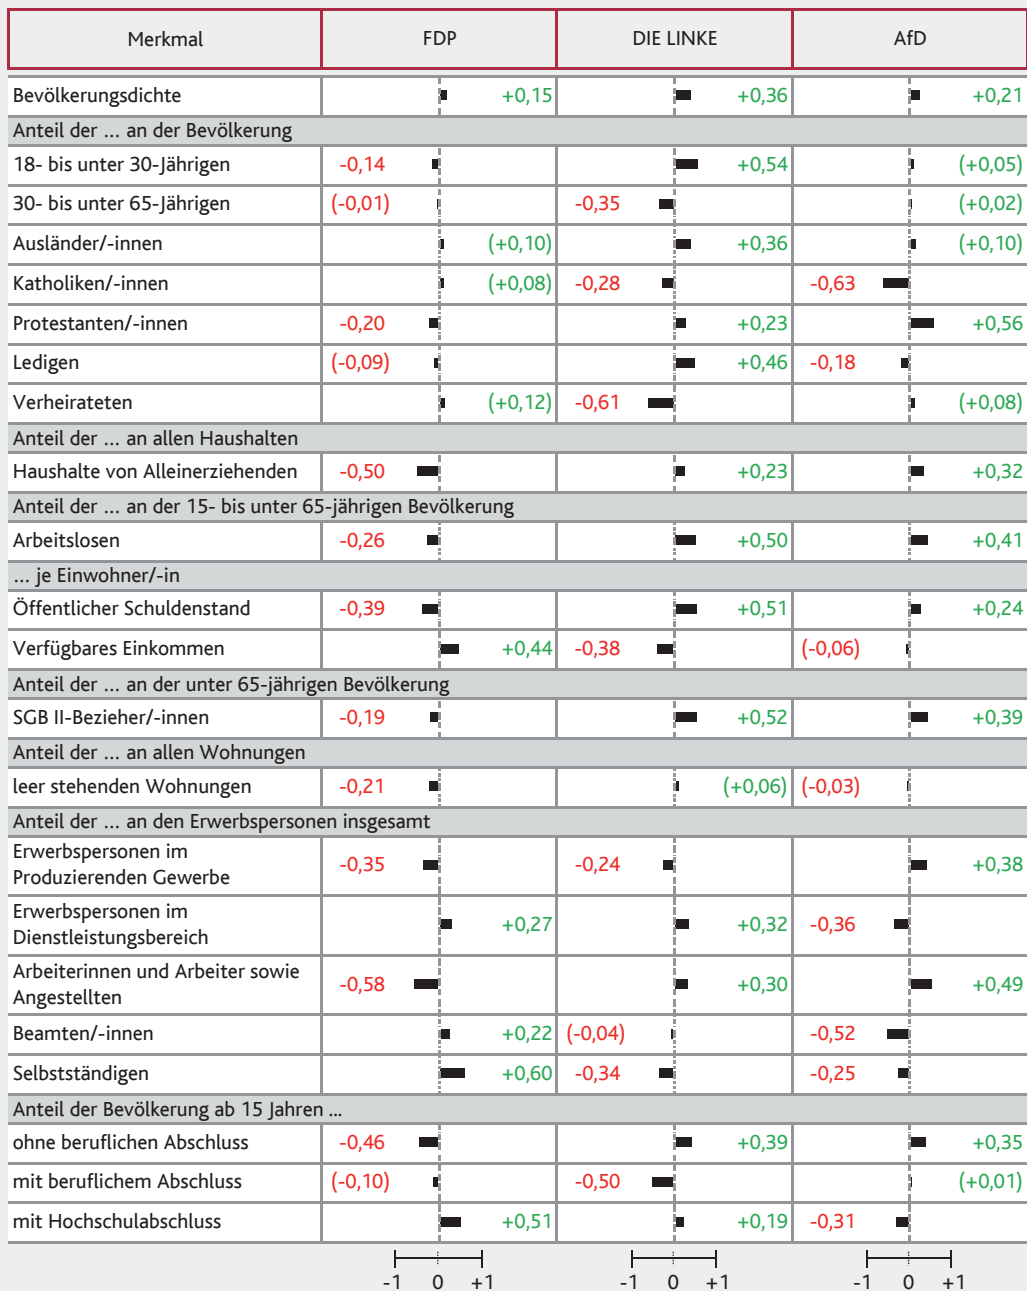 Merkmal FDP DIE LINKE AfD
Bevölkerungsdichte +0,15 +0,36 +0,21
Anteil der ... an der Bevölkerung
18- bis unter 30-Jährigen -0,14 +0,54 (+0,05)
30- bis unter 65-Jährigen (-0,01) -0,35 (+0,02)
Ausländer/-innen (+0,10) +0,36 (+0,10)
Katholiken/-innen (+0,08) -0,28 -0,63
Protestanten/-innen -0,20 +0,23 +0,56
Ledigen (-0,09) +0,46 -0,18
Verheirateten (+0,12) -0,61 (+0,08)
Anteil der ... an allen Haushalten
Haushalte von Alleinerziehenden -0,50 +0,23 +0,32
Anteil der ... an der 15- bis unter 65-jährigen Bevölkerung
Arbeitslosen -0,26 +0,50 +0,41
... je Einwohner/-in
Öffentlicher Schuldenstand -0,39 +0,51 +0,24
Verfügbares Einkommen +0,44 -0,38 (-0,06)
Anteil der ... an der unter 65-jährigen Bevölkerung
SGB II-Bezieher/-innen -0,19 +0,52 +0,39
Anteil der ... an allen Wohnungen
leer stehenden Wohnungen -0,21 (+0,06) (-0,03)
Anteil der ... an den Erwerbspersonen insgesamt
Erwerbspersonen im
Produzierenden Gewerbe -0,35 -0,24 +0,38
Erwerbspersonen im
Dienstleistungsbereich +0,27 +0,32 -0,36
Arbeiterinnen und Arbeiter sowie
Angestellten -0,58 +0,30 +0,49
Beamten/-innen +0,22 (-0,04) -0,52
Selbstständigen +0,60 -0,34 -0,25
Anteil der Bevölkerung ab 15 Jahren ...
ohne beruflichen Abschluss -0,46 +0,39 +0,35
mit beruflichem Abschluss (-0,10) -0,50 (+0,01)
mit Hochschulabschluss +0,51 +0,19 -0,31
-1 0 +1 -1 0 +1 -1 0 +1